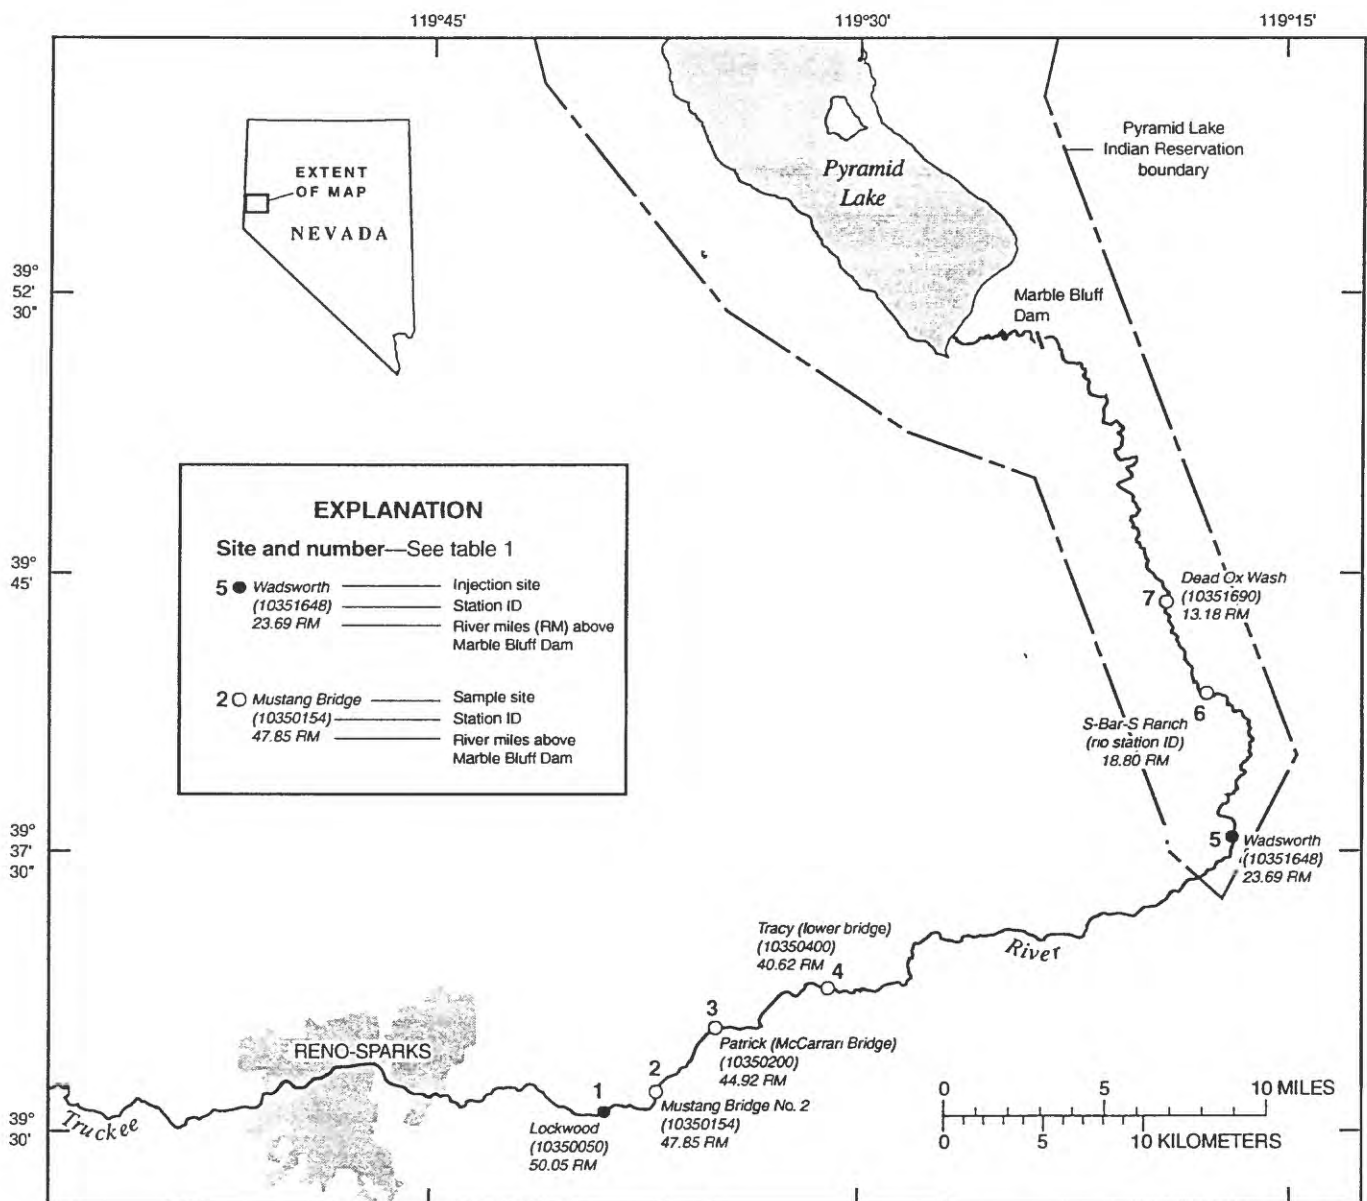 119°45'
119°30'
119°15'
39°
52'
30"
39°
45'
39°
37'
30"
39°
30'
EXTENT
OF MAP
NEVADA
Pyramid
Lake
Pyramid Lake
Indian Reservation
boundary
Marble Bluff
Dam
EXPLANATION
Site and number—See table 1
5 Wadsworth Injection site
(10351648) Station ID
23.69 RM River miles (RM) above
Marble Bluff Dam
2 Mustang Bridge Sample site
(10350154) Station ID
47.85 RM River miles above
Marble Bluff Dam
7
Dead Ox Wash
(10351690)
13.18 RM
6
S-Bar-S Ranch
(no station ID)
18.80 RM
5
Wadsworth
(10351648)
23.69 RM
River
Tracy (lower bridge)
(10350400)
40.62 RM
4
3
Patrick (McCarran Bridge)
(10350200)
44.92 RM
2
Mustang Bridge No. 2
(10350154)
47.85 RM
1
Lockwood
(10350050)
50.05 RM
RENO-SPARKS
Truckee
0 5 10 MILES
0 5 10 KILOMETERS